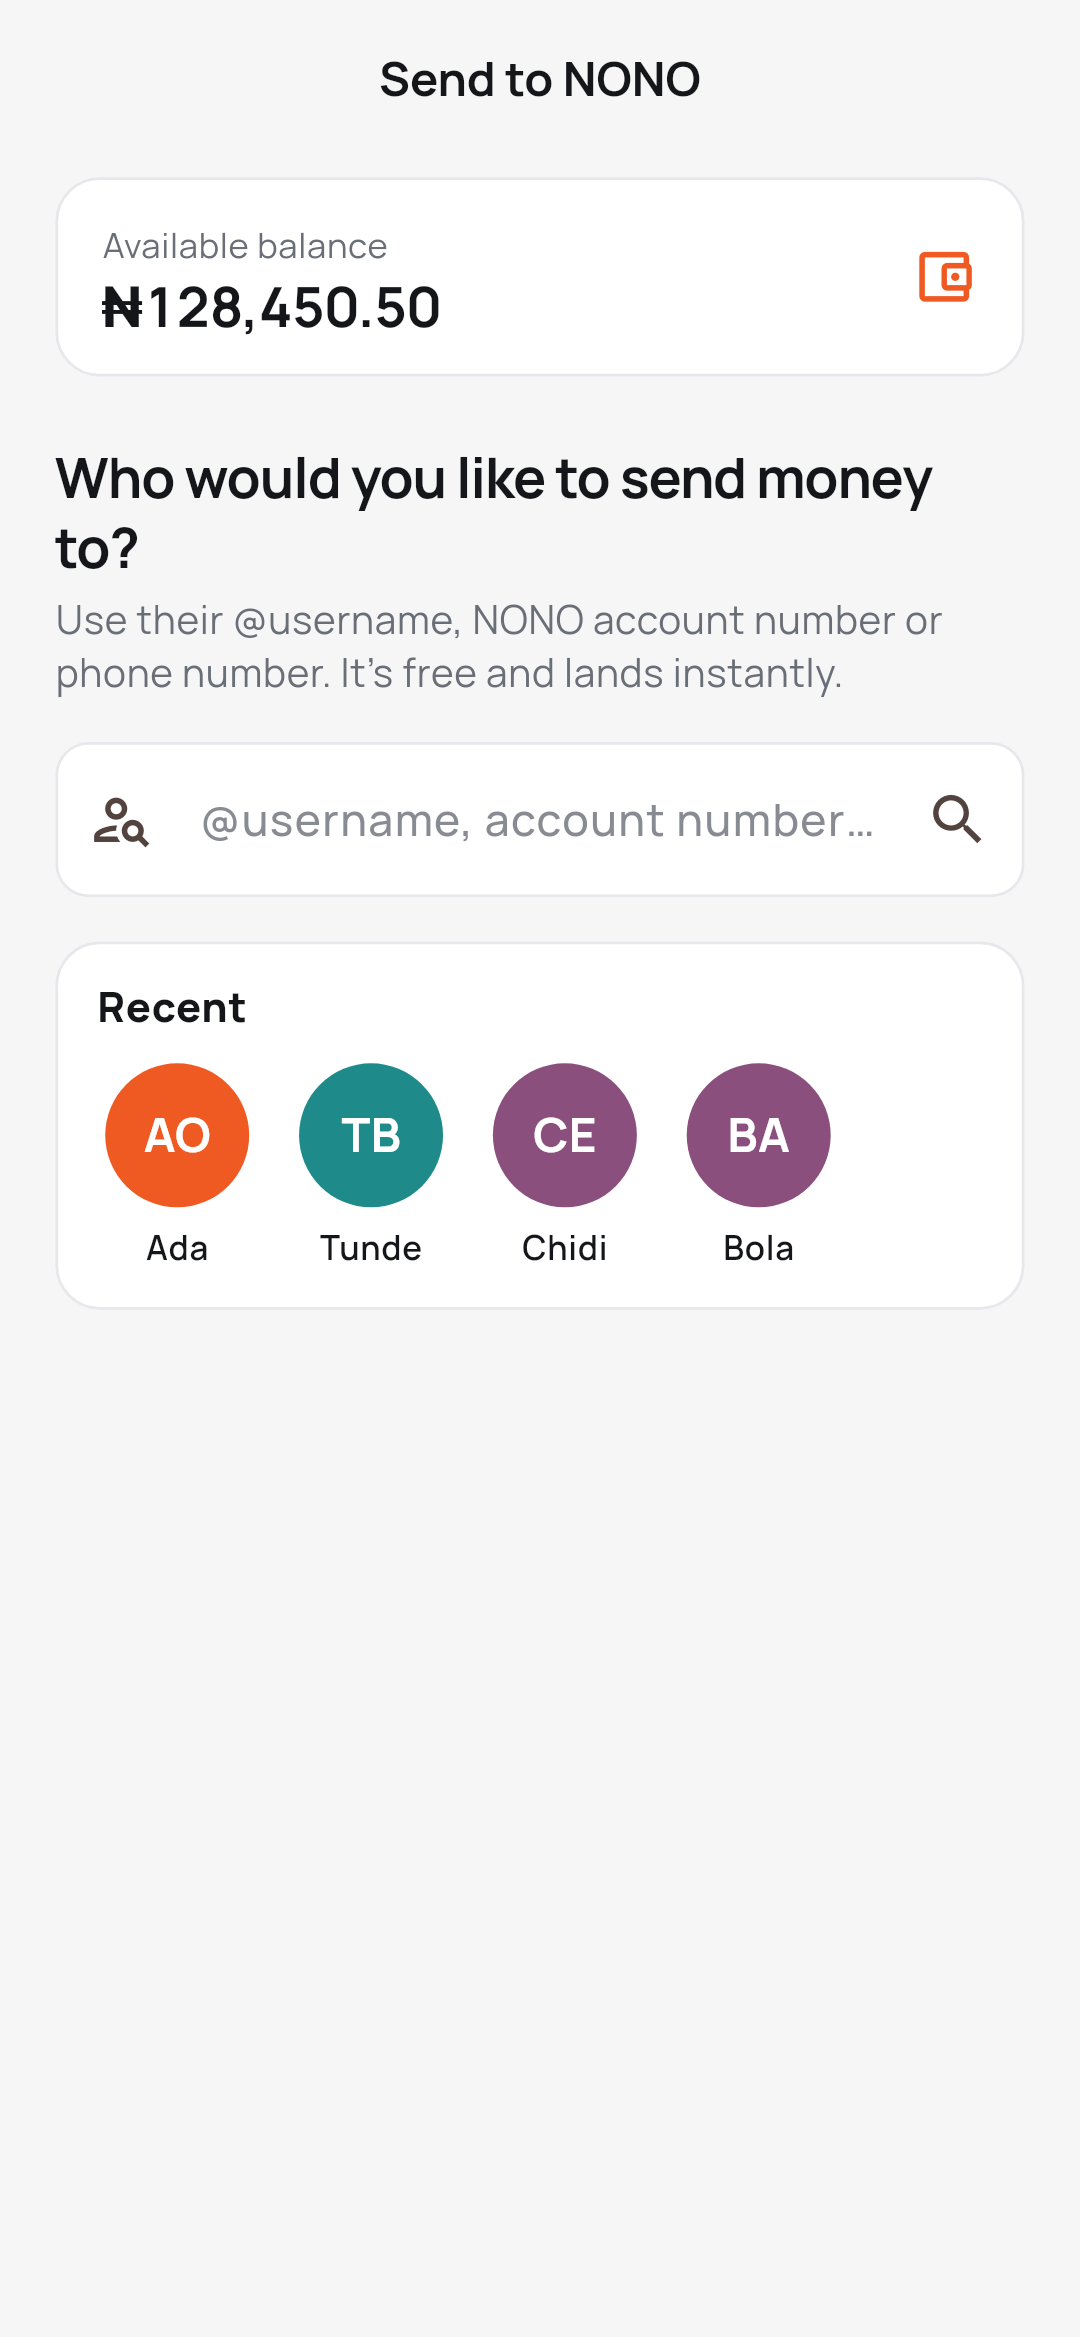 Send to NONO
Available balance
₦128,450.50
Who would you like to send money
to?
Use their @username, NONO account number or
phone number. It’s free and lands instantly.
@username, account number…
Recent
AO
TB
CE
BA
Ada
Tunde
Chidi
Bola